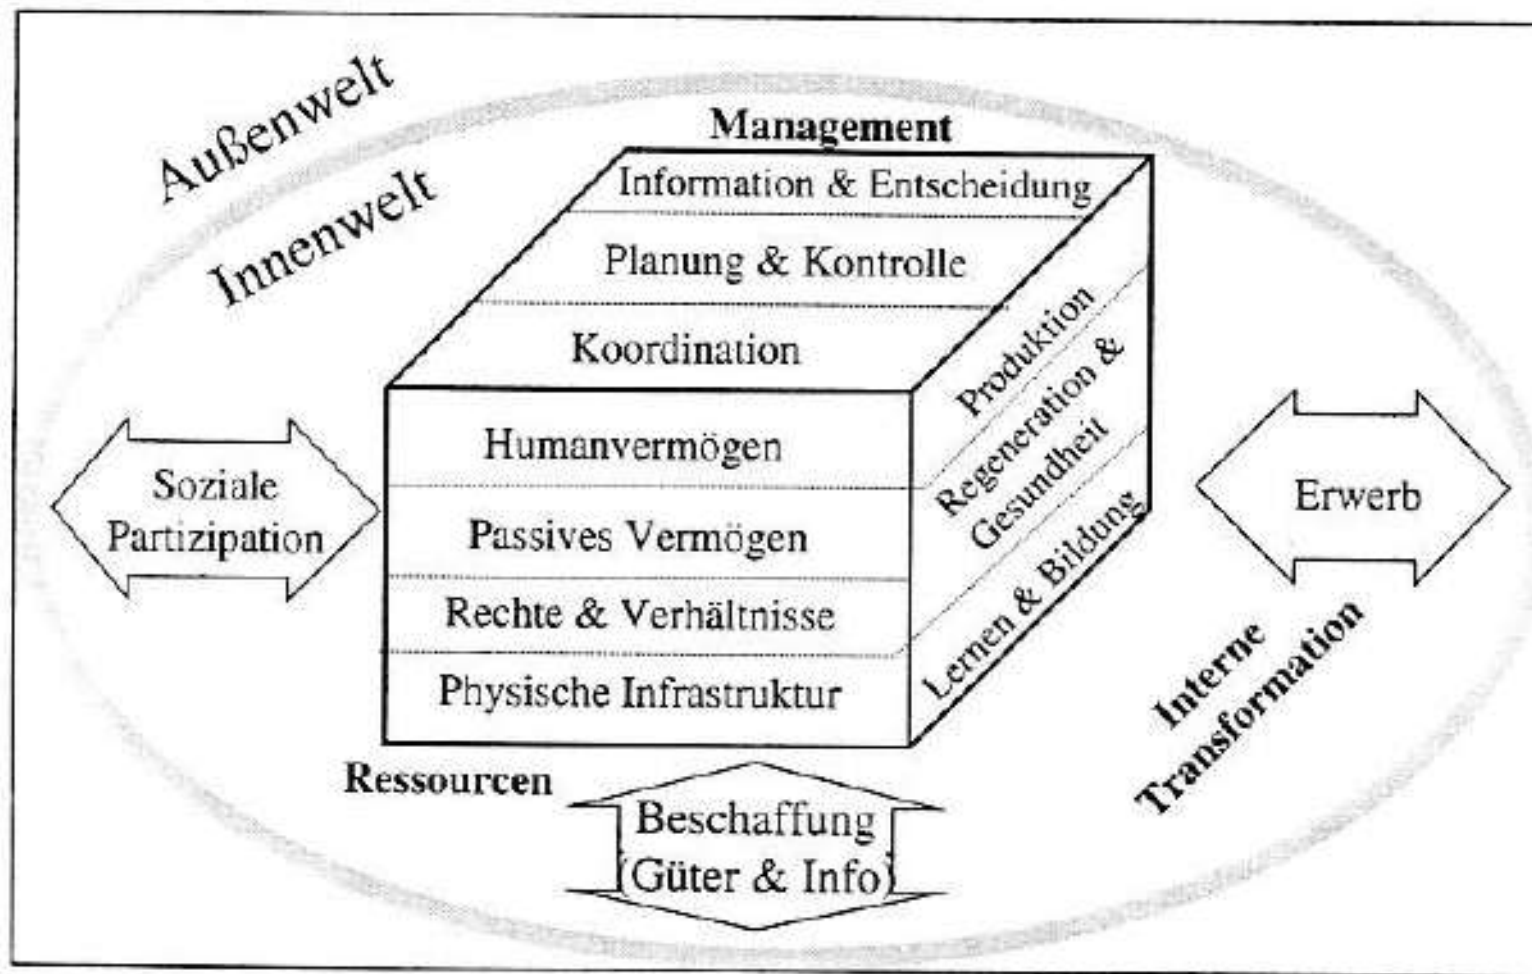 Außenwelt
Innenwelt
Management
Information & Entscheidung
Planung & Kontrolle
Koordination
Humanvermögen
Passives Vermögen
Rechte & Verhältnisse
Physische Infrastruktur
Ressourcen
Produktion
Regeneration &
Gesundheit
Lernen & Bildung
Interne
Transformation
Soziale
Partizipation
Erwerb
Beschaffung
(Güter & Info)